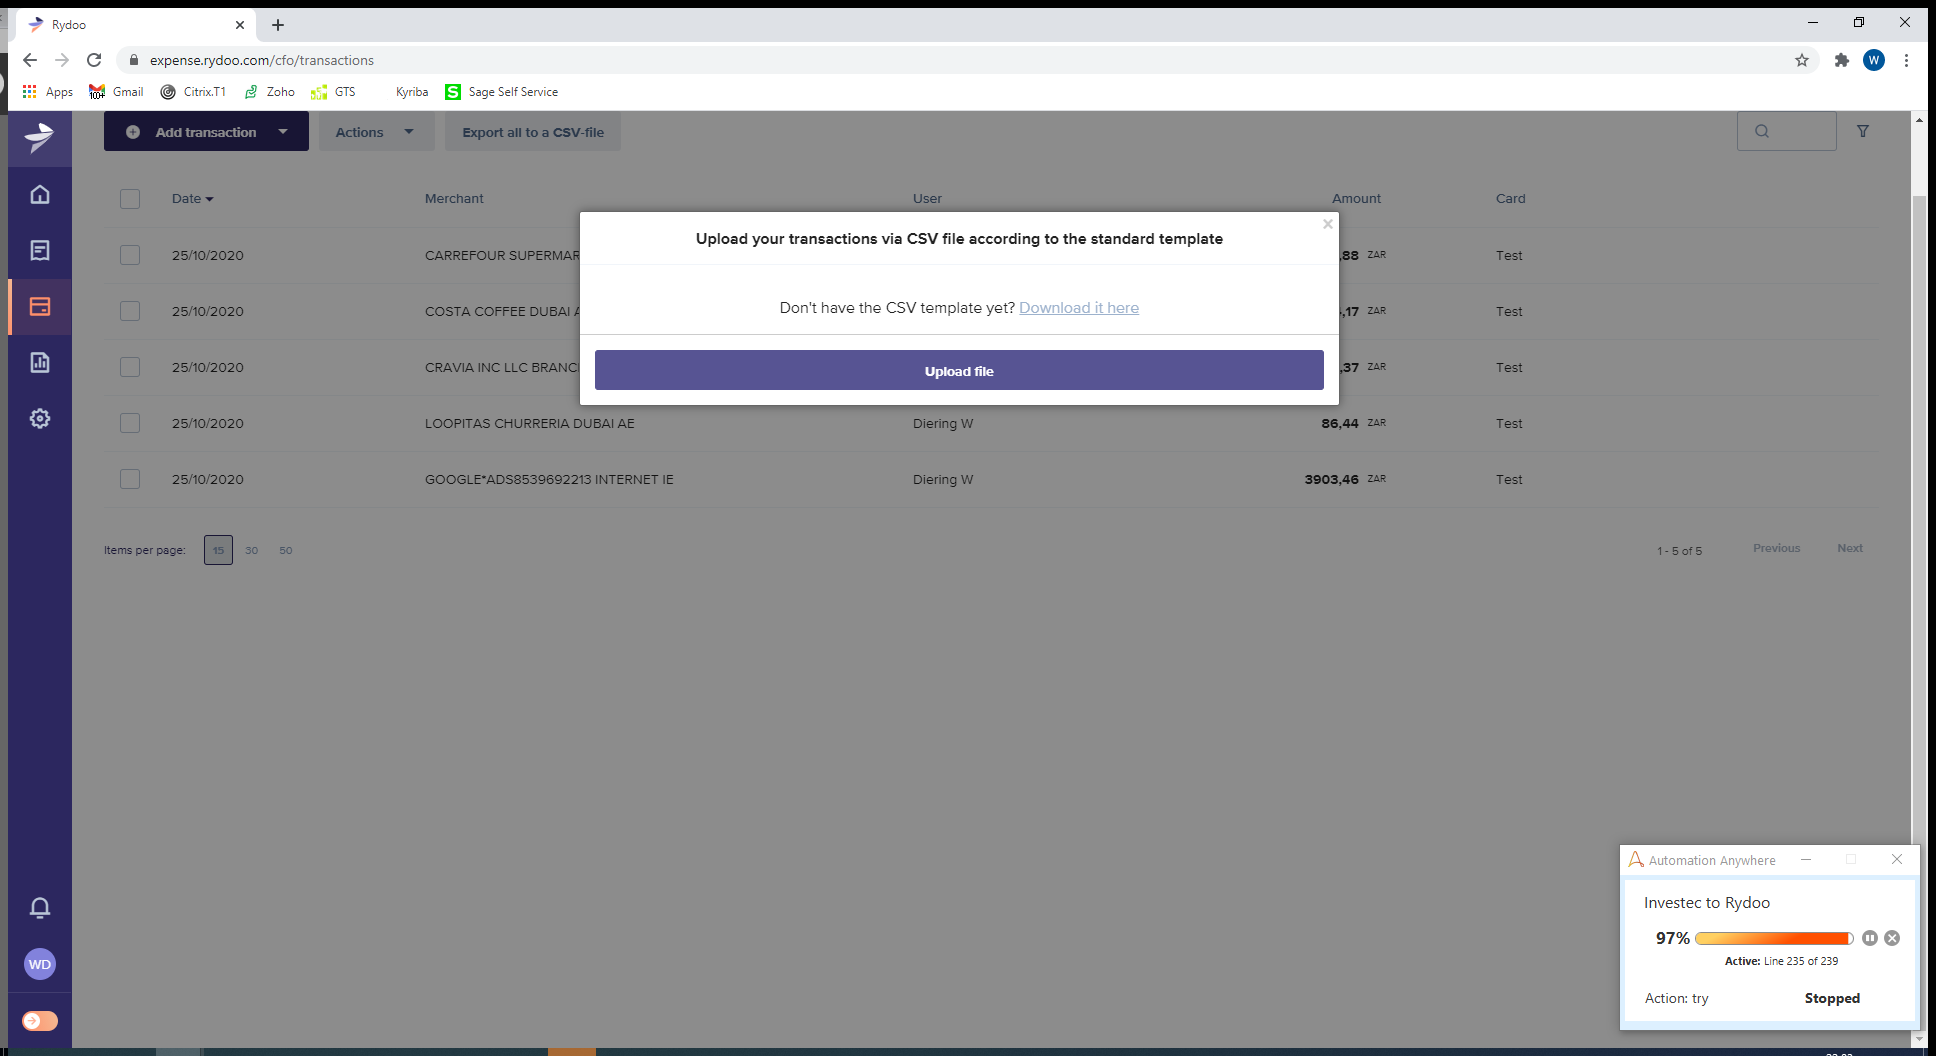 Rydoo
expense.rydoo.com/cfo/transactions
W
Apps
100+
Gmail
Citrix.T1
Zoho
GTS
Kyriba
S
Sage Self Service
Add transaction
Actions
Export all to a CSV-file
Date
Merchant
User
Amount
Card
Upload your transactions via CSV file according to the standard template
Don't have the CSV template yet? Download it here
Upload file
25/10/2020 CARREFOUR SUPERMAR ,88 ZAR Test
25/10/2020 COSTA COFFEE DUBAI ,17 ZAR Test
25/10/2020 CRAVIA INC LLC BRANC ,37 ZAR Test
25/10/2020 LOOPITAS CHURRERIA DUBAI AE Diering W 86,44 ZAR Test
25/10/2020 GOOGLE*ADS8539692213 INTERNET IE Diering W 3903,46 ZAR Test
Items per page: 15 30 50
1 - 5 of 5 Previous Next
WD
Automation Anywhere
Investec to Rydoo
97%
Active: Line 235 of 239
Action: try Stopped